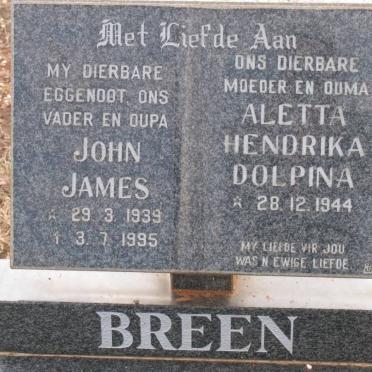 Met Liefde Aan
MY DIERBARE
EGGENOOT, ONS
VADER EN OUPA
JOHN
JAMES
* 29.3.1939
† 3.7.1995
ONS DIERBARE
MOEDER EN OUMA
ALETTA
HENDRIKA
DOLPINA
* 28.12.1944
MY LIEFDE VIR JOU
WAS N EWIGE LIEFDE
BREEN